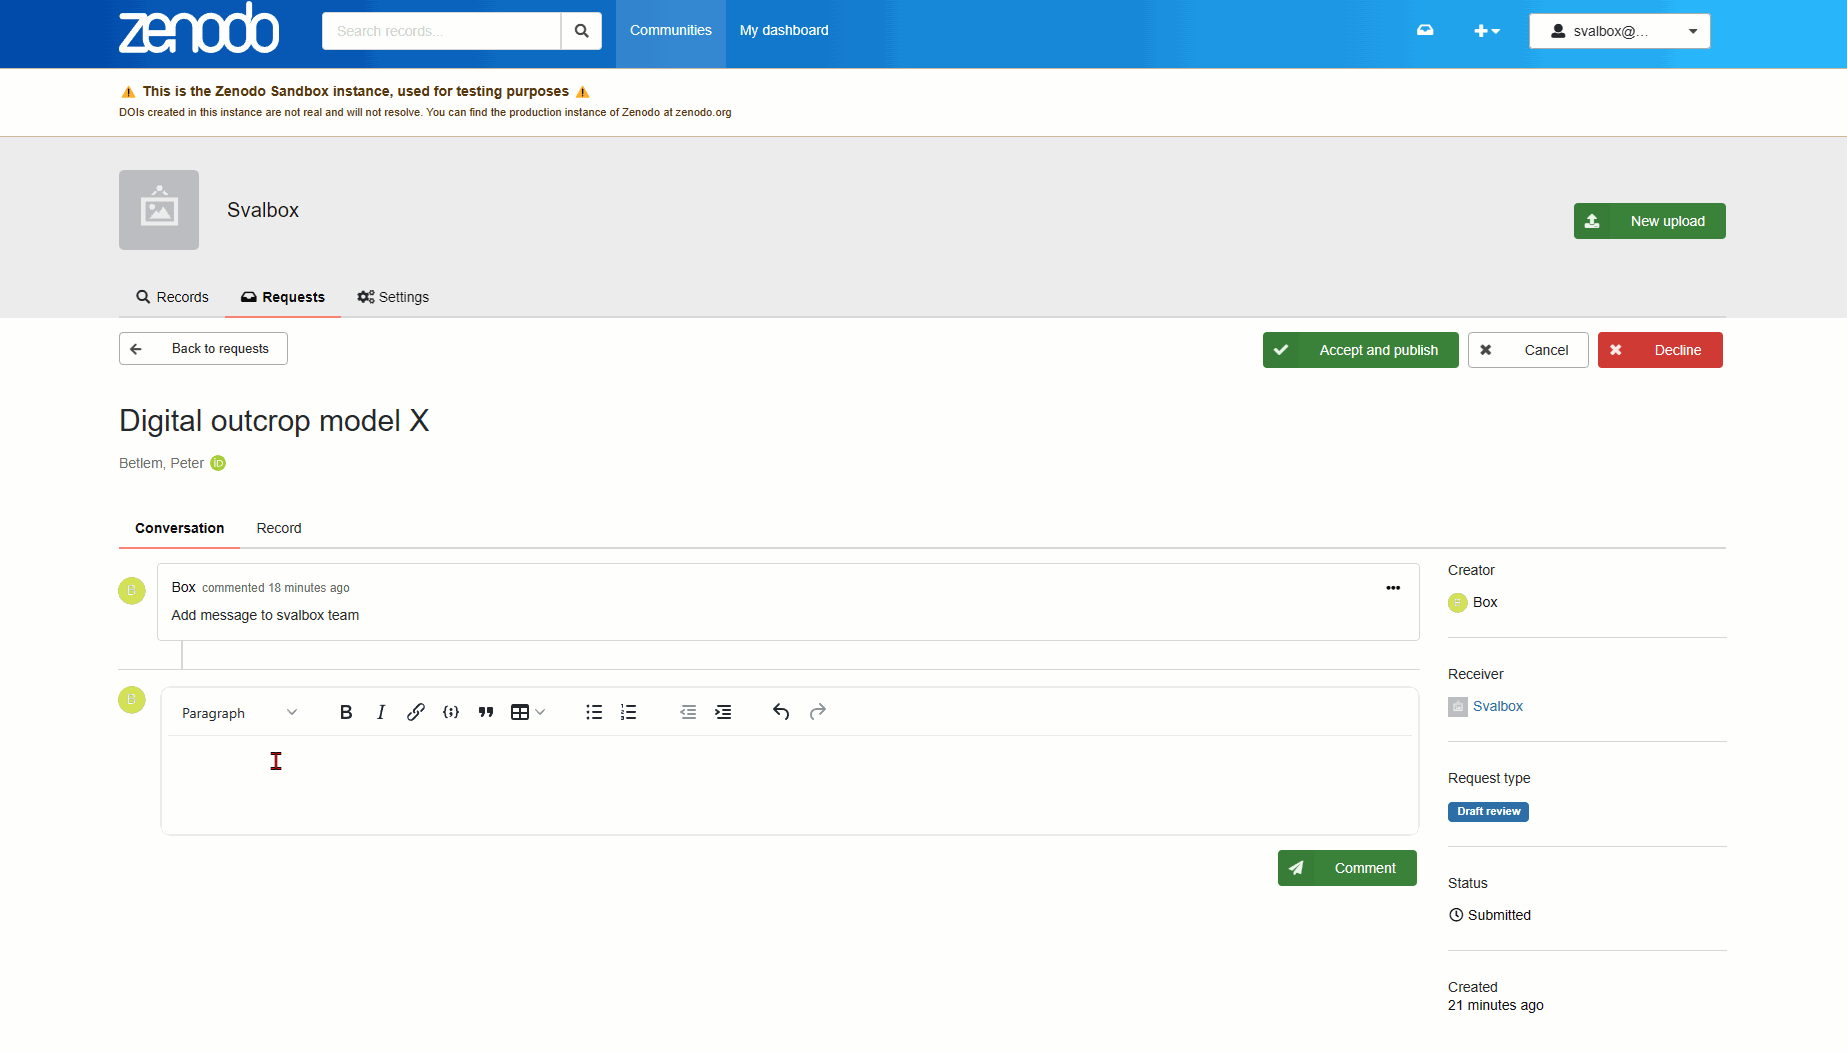 zenodo
Search records...
Communities
My dashboard
svalbox@...
This is the Zenodo Sandbox instance, used for testing purposes
DOIs created in this instance are not real and will not resolve. You can find the production instance of Zenodo at zenodo.org
Svalbox
New upload
Records
Requests
Settings
Back to requests
Accept and publish
Cancel
Decline
Digital outcrop model X
Betlem, Peter iD
Conversation
Record
B
Box commented 18 minutes ago
Add message to svalbox team
Creator
Box
Receiver
Svalbox
B
Paragraph
Request type
Draft review
Comment
Status
Submitted
Created
21 minutes ago